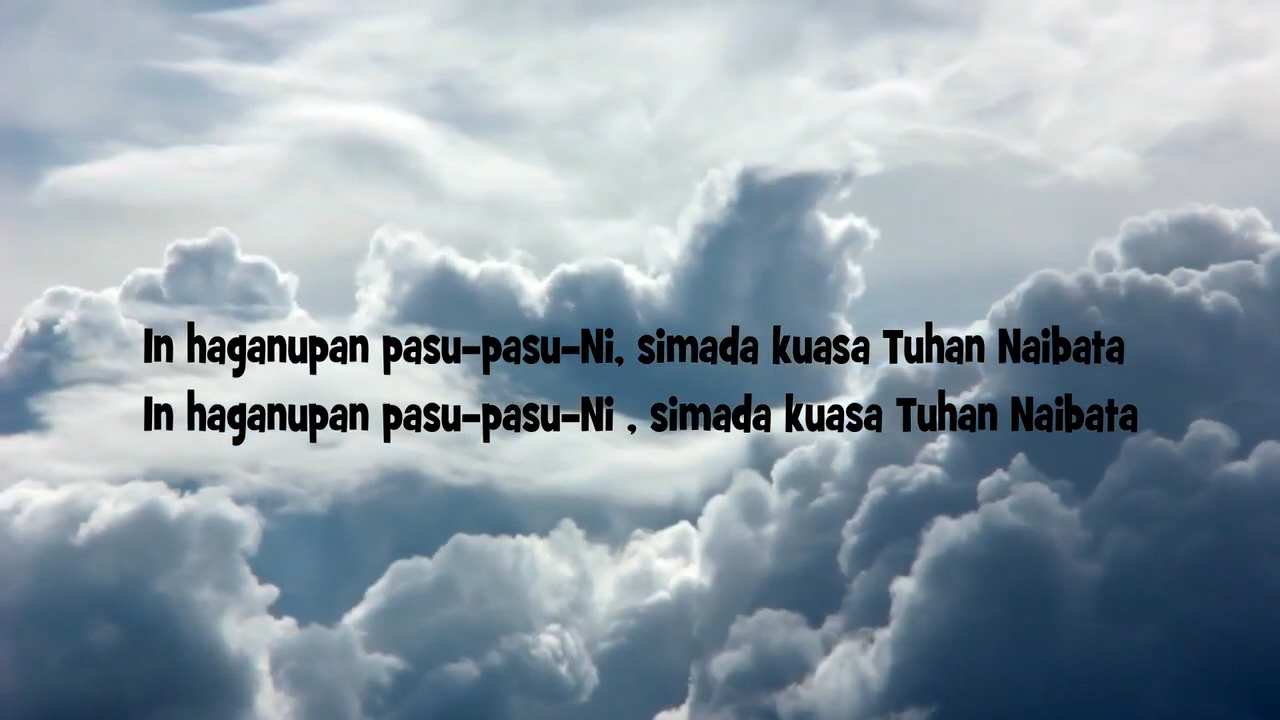 In haganupan pasu-pasu-Ni, simada kuasa Tuhan Naibata
In haganupan pasu-pasu-Ni , simada kuasa Tuhan Naibata